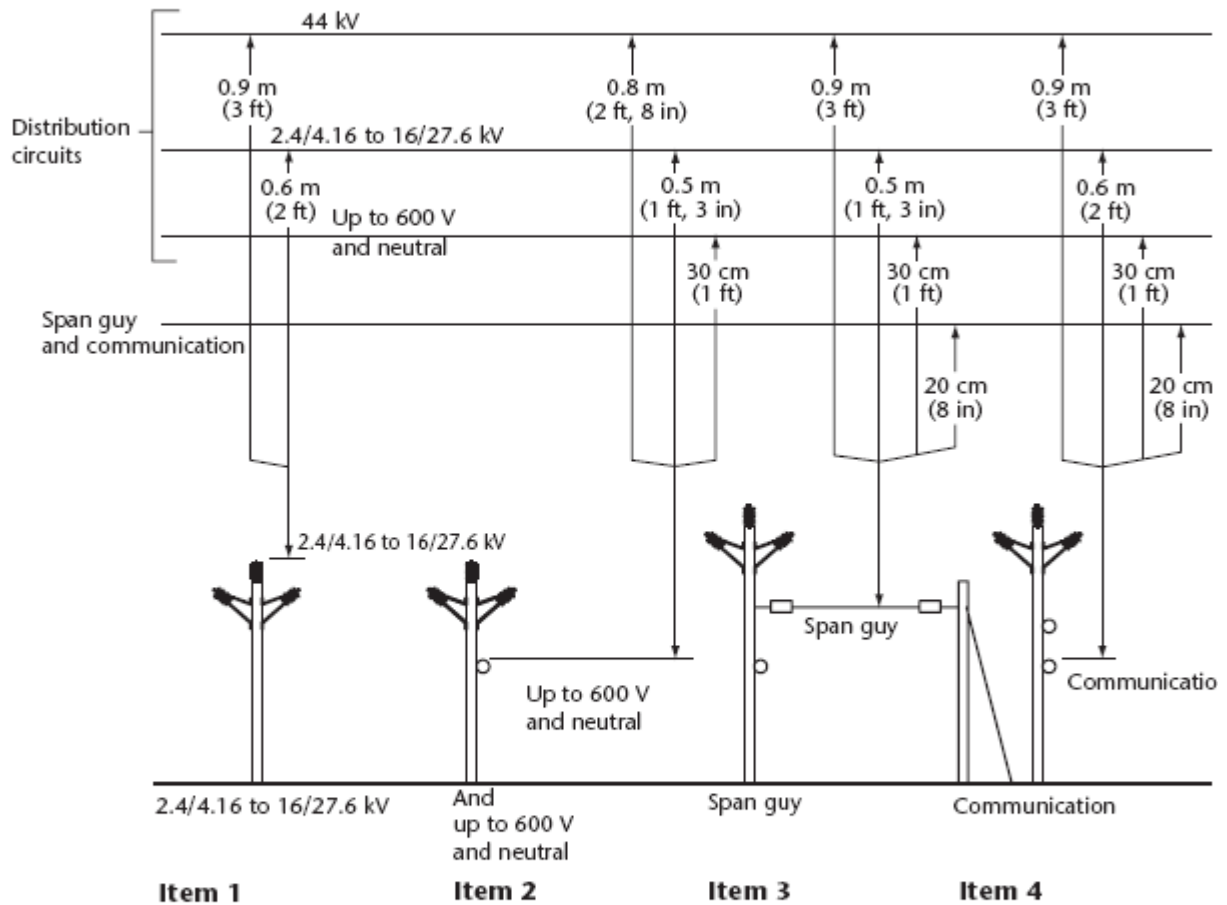 44 kV
0.9 m
(3 ft)
0.8 m
(2 ft, 8 in)
0.9 m
(3 ft)
0.9 m
(3 ft)
Distribution
circuits
2.4/4.16 to 16/27.6 kV
0.6 m
(2 ft)
0.5 m
(1 ft, 3 in)
0.5 m
(1 ft, 3 in)
0.6 m
(2 ft)
Up to 600 V
and neutral
30 cm
(1 ft)
30 cm
(1 ft)
30 cm
(1 ft)
Span guy
and communication
20 cm
(8 in)
20 cm
(8 in)
2.4/4.16 to 16/27.6 kV
Span guy
Up to 600 V
and neutral
Communicatio
2.4/4.16 to 16/27.6 kV
And
up to 600 V
and neutral
Span guy
Communication
Item 1
Item 2
Item 3
Item 4